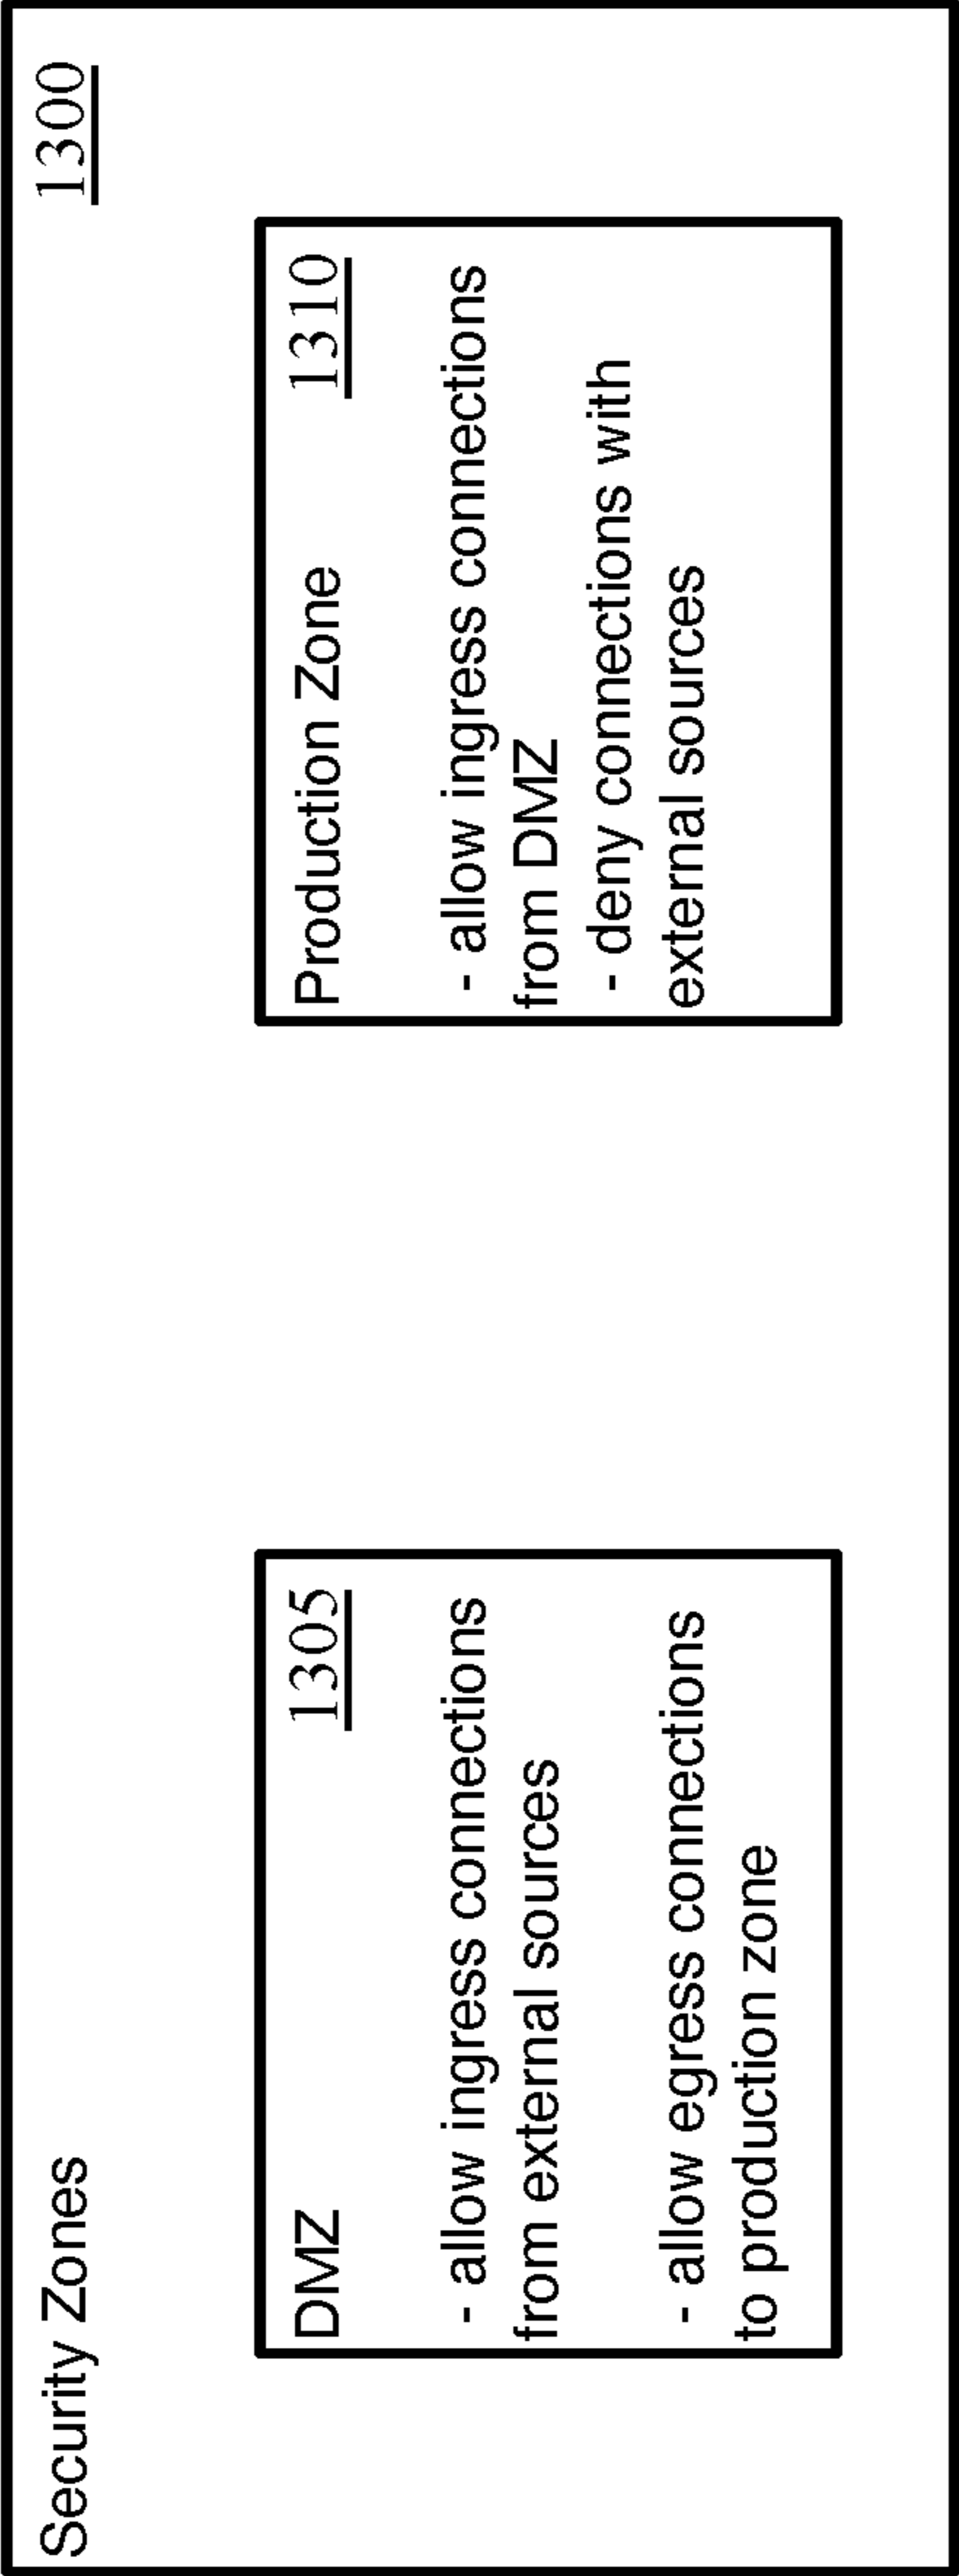 Security Zones 1300
DMZ 1305
- allow ingress connections
from external sources
- allow egress connections
to production zone
Production Zone 1310
- allow ingress connections
from DMZ
- deny connections with
external sources